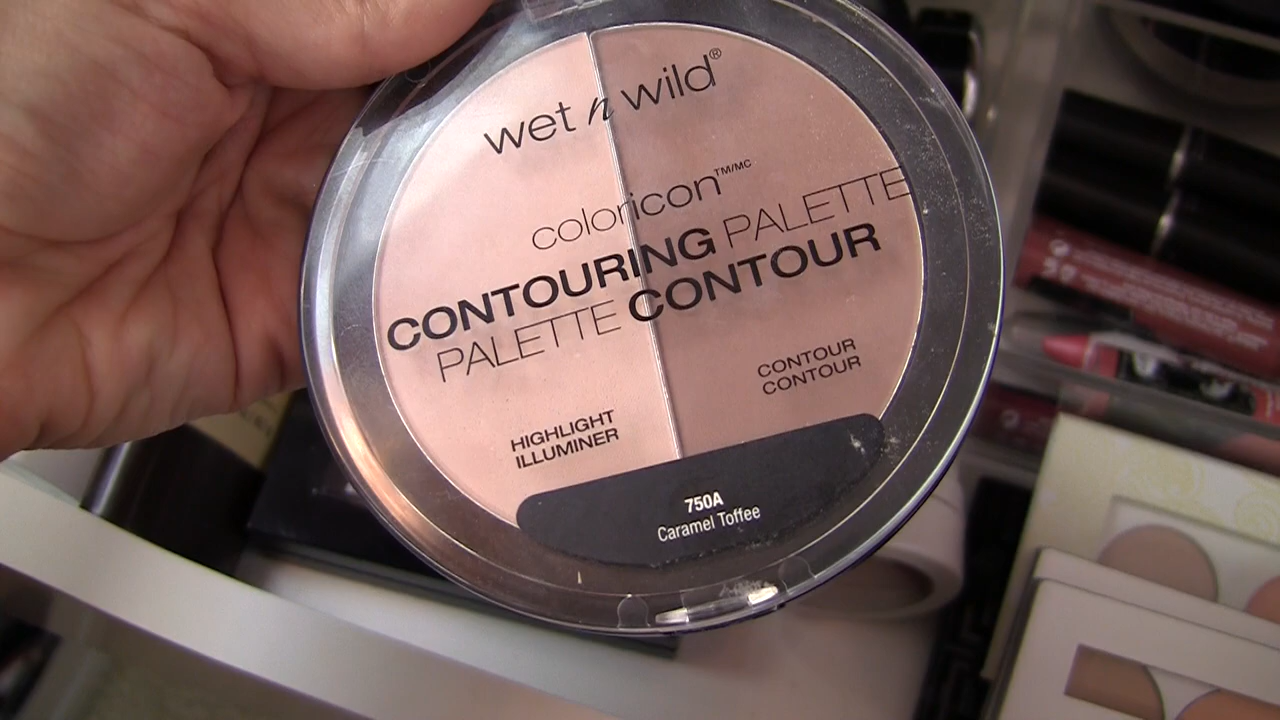 wet n wild®
coloricon™/MC
CONTOURING PALETTE
PALETTE CONTOUR
CONTOUR
CONTOUR
HIGHLIGHT
ILLUMINER
750A
Caramel Toffee